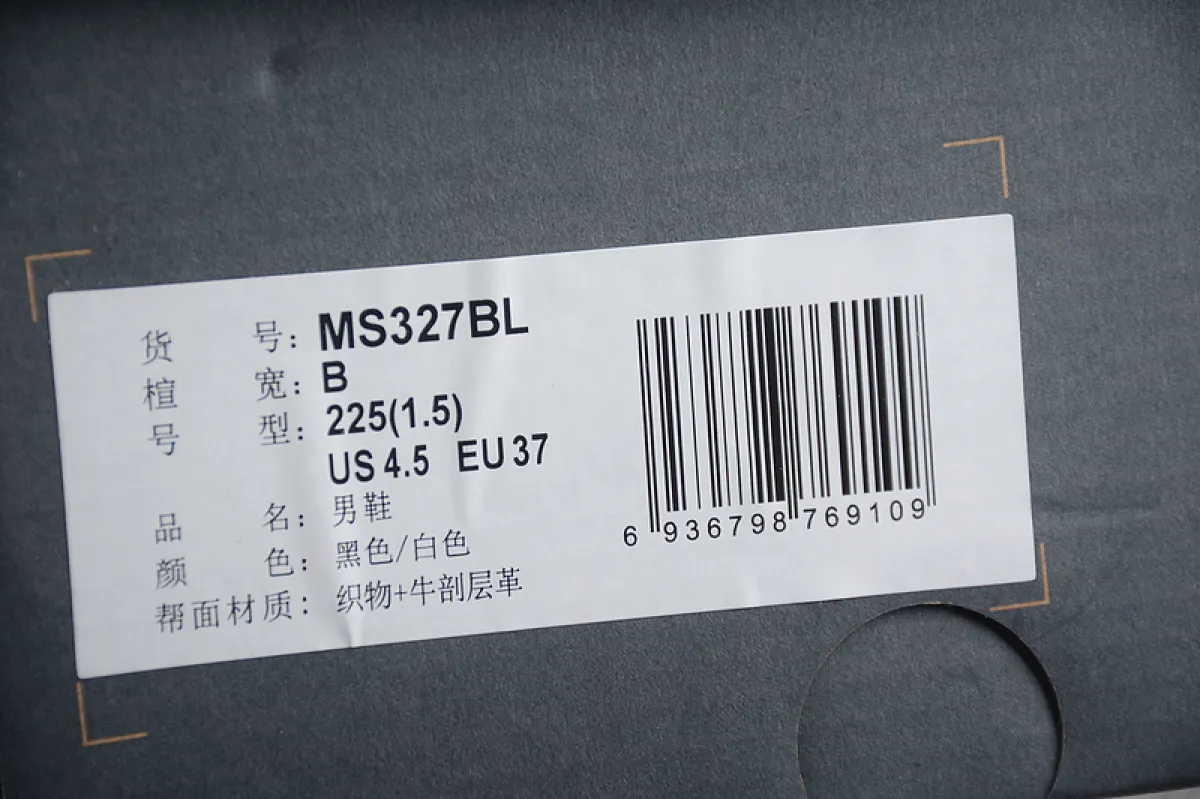 货 号: MS327BL
楦 宽: B
号 型: 225(1.5)
US 4.5 EU 37
品 名: 男鞋
颜 色: 黑色/白色
帮面材质: 织物+牛剖层革
6 936798 769109